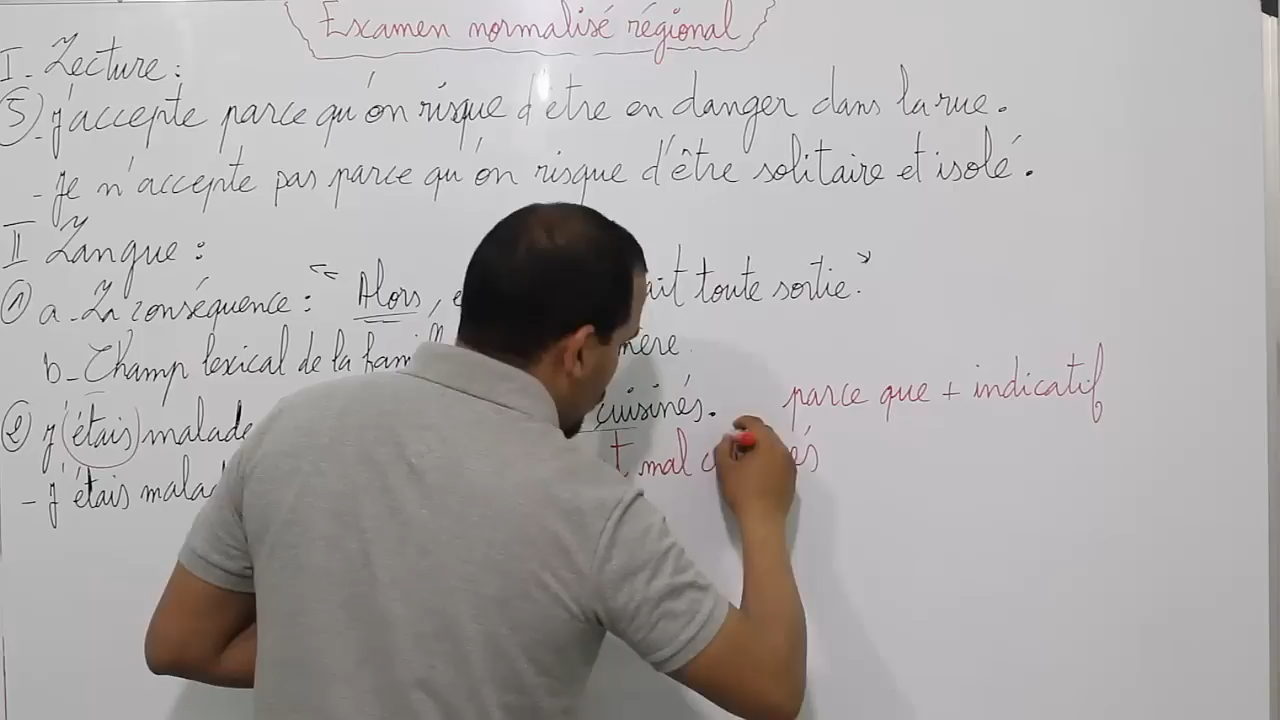 Examen normalisé régional
I - Lecture :
5) - j'accepte parce qu'on risque d'être en danger dans la rue.
- Je n'accepte pas parce qu'on risque d'être solitaire et isolé.
II Langue :
1 a - La conséquence : " Alors, ait toute sortie."
b - Champ lexical de la fami mère.
2 j'étais malade cuisinés. parce que + indicatif
- j'étais malad t mal c és